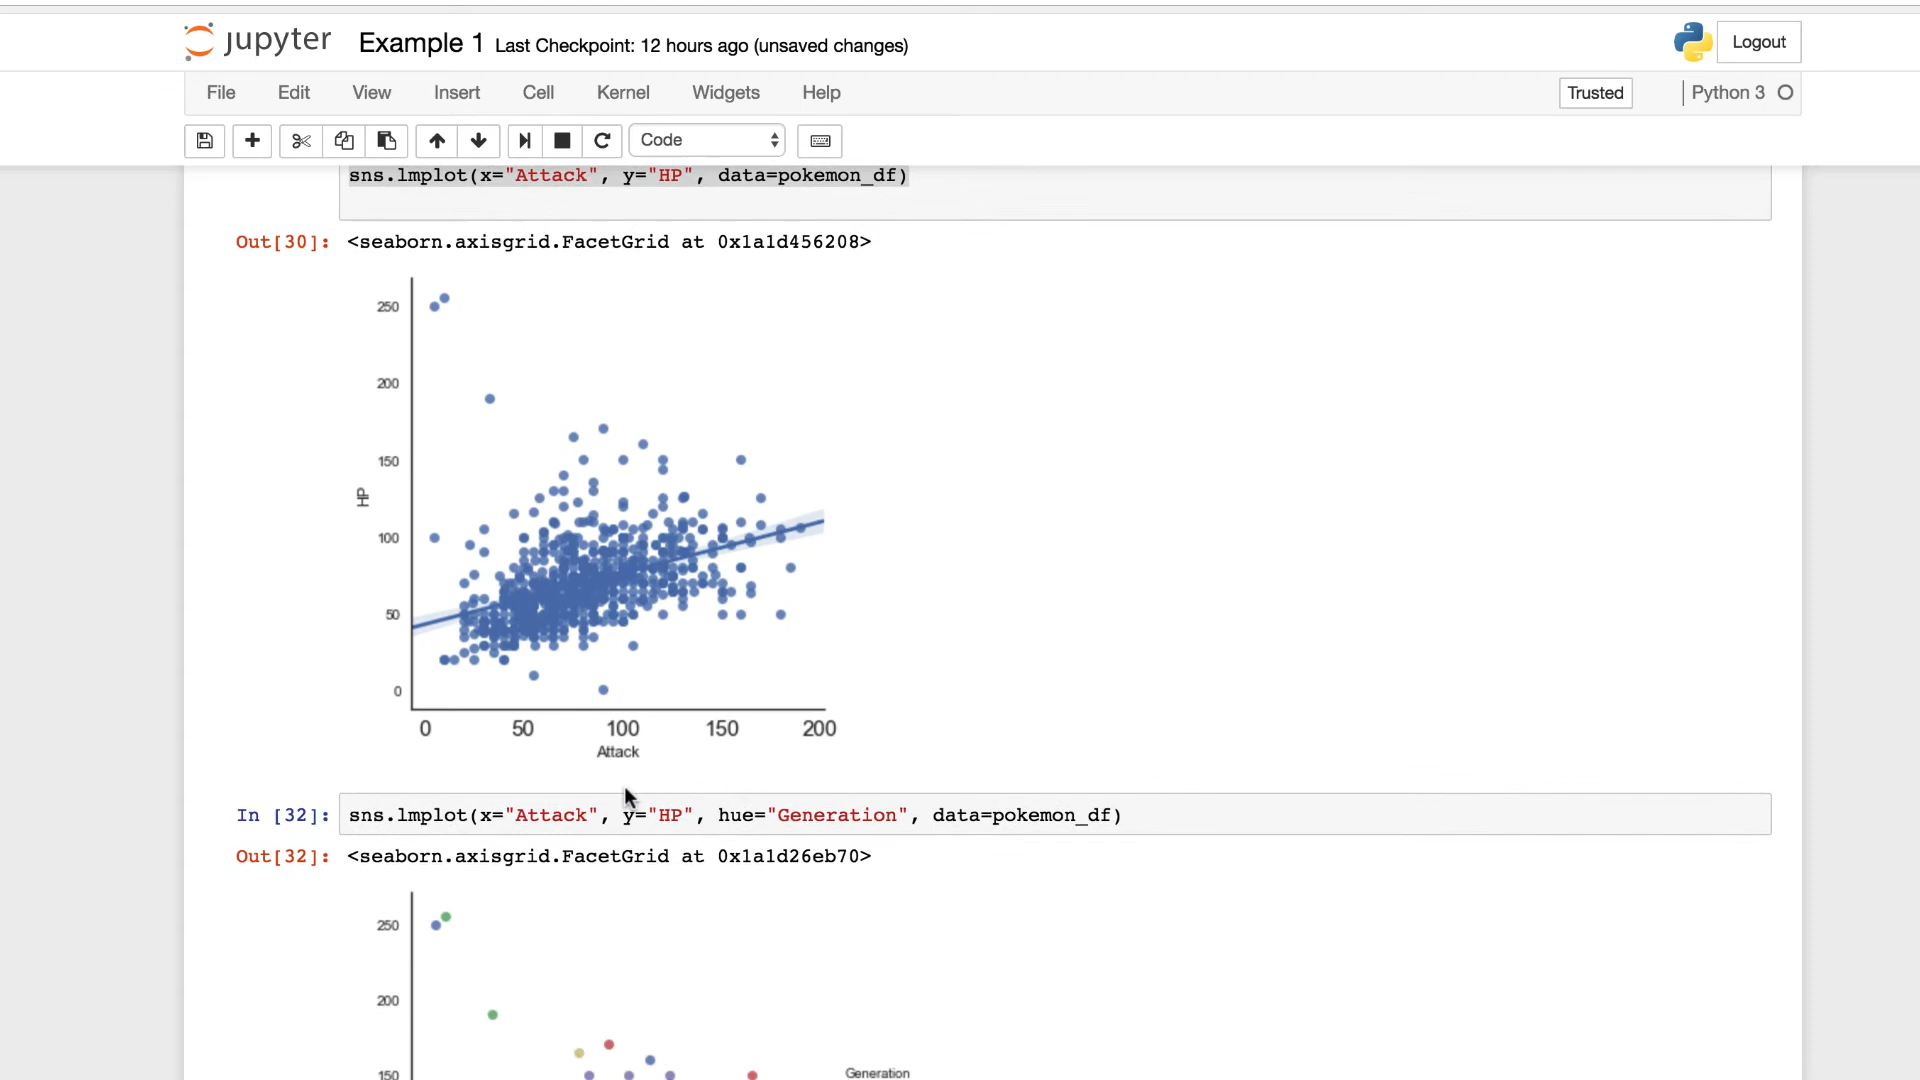 jupyter Example 1 Last Checkpoint: 12 hours ago (unsaved changes) Logout
File Edit View Insert Cell Kernel Widgets Help Trusted Python 3
Code
sns.lmplot(x="Attack", y="HP", data=pokemon_df)
Out[30]: <seaborn.axisgrid.FacetGrid at 0x1a1d456208>
250
200
150
HP
100
50
0
0 50 100 150 200
Attack
In [32]: sns.lmplot(x="Attack", y="HP", hue="Generation", data=pokemon_df)
Out[32]: <seaborn.axisgrid.FacetGrid at 0x1a1d26eb70>
250
200
150 Generation